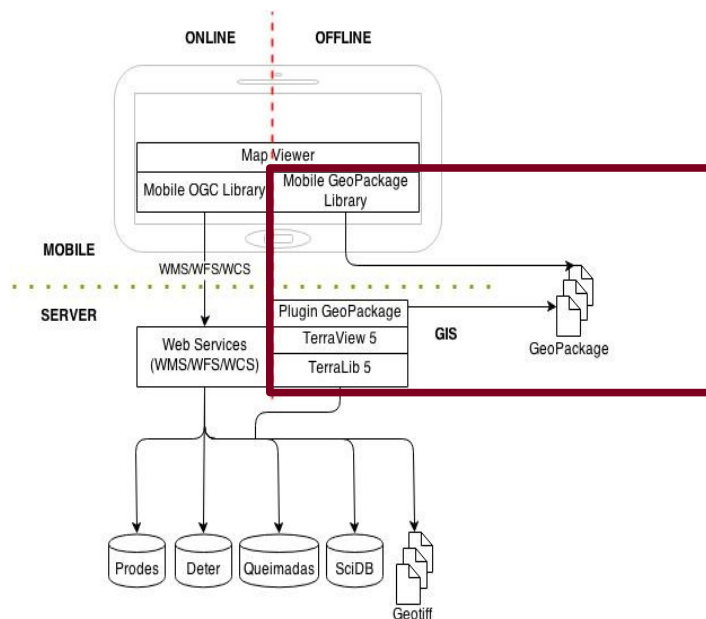 ONLINE
OFFLINE
Map Viewer
Mobile OGC Library
Mobile GeoPackage
Library
MOBILE
WMS/WFS/WCS
SERVER
Plugin GeoPackage
GIS
Web Services
(WMS/WFS/WCS)
TerraView 5
TerraLib 5
GeoPackage
Prodes
Deter
Queimadas
SciDB
Geotiff